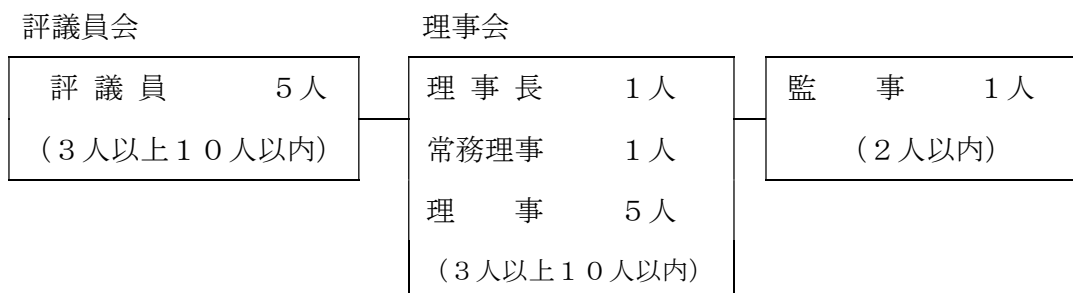 評議員会
評 議 員　　５人
（３人以上１０人以内）
理事会
理 事 長　　１人
常務理事　　１人
理　　事　　５人
（３人以上１０人以内）
監　　事　　１人
（２人以内）